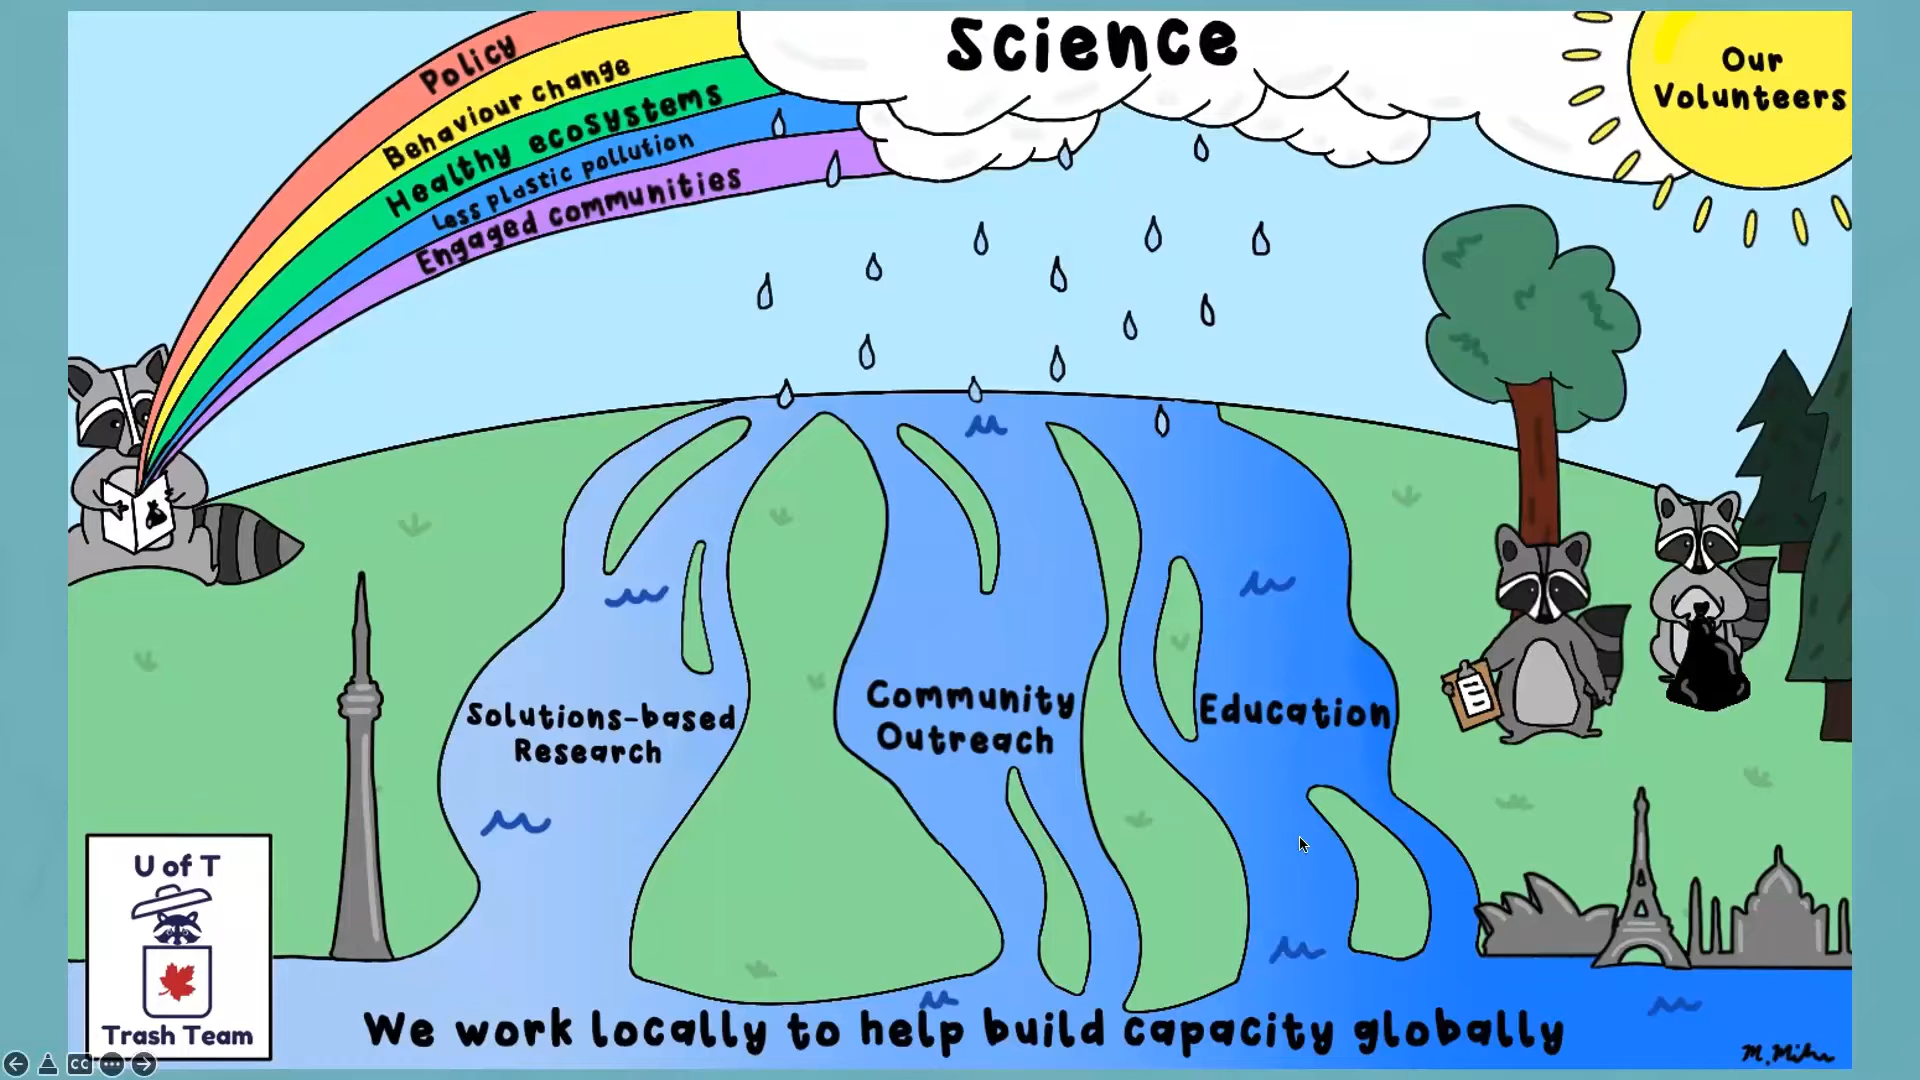 Science
Our
Volunteers
Policy
Behaviour change
Healthy ecosystems
Less plastic pollution
Engaged communities
Solutions-based
Research
Community
Outreach
Education
U of T
Trash Team
We work locally to help build capacity globally
CC